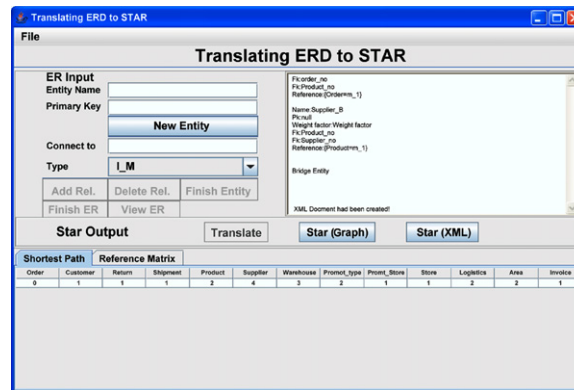 Translating ERD to STAR
File
Translating ERD to STAR
ER Input
Entity Name
Primary Key
New Entity
Connect to
Type
I_M
Add Rel.
Delete Rel.
Finish Entity
Finish ER
View ER
Fk:order_no
Fk:Product_no
Reference:{Order=m_1}
Name:Supplier_B
Pk:null
Weight factor:Weight factor
Fk:Product_no
Fk:Supplier_no
Reference:{Product=m_1}
Bridge Entity
XML Dooment had been created!
Star Output
Translate
Star (Graph)
Star (XML)
Shortest Path
Reference Matrix
Order Customer Return Shipment Product Supplier Warehouse Promot_type Promt_Store Store Logistics Area Invoice
0 1 1 1 2 4 3 2 1 1 2 2 1